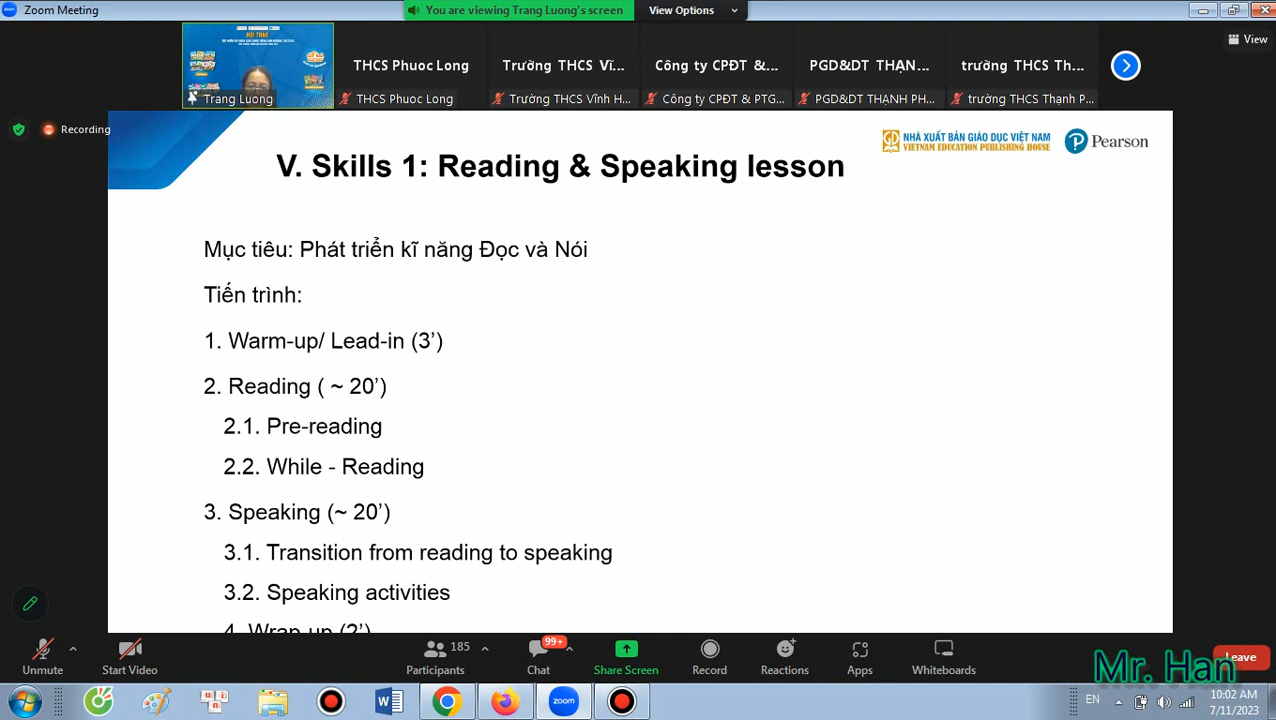 Zoom Meeting
You are viewing Trang Luong's screen
View Options
View
THCS Phuoc Long
Trường THCS Vĩ...
Công ty CPĐT &...
PGD&DT THẠN...
trường THCS Th...
Trang Luong
THCS Phuoc Long
Trường THCS Vĩnh H...
Công ty CPĐT & PTG...
PGD&DT THẠNH PH...
trường THCS Thạnh P...
Recording
NHÀ XUẤT BẢN GIÁO DỤC VIỆT NAM
VIETNAM EDUCATION PUBLISHING HOUSE
Pearson
V. Skills 1: Reading & Speaking lesson
Mục tiêu: Phát triển kĩ năng Đọc và Nói
Tiến trình:
1. Warm-up/ Lead-in (3’)
2. Reading ( ~ 20’)
2.1. Pre-reading
2.2. While - Reading
3. Speaking (~ 20’)
3.1. Transition from reading to speaking
3.2. Speaking activities
4. Wrap-up (2’)
Unmute
Start Video
185
Participants
99+
Chat
Share Screen
Record
Reactions
Apps
Whiteboards
Leave
Mr. Han
zoom
EN
10:02 AM
7/11/2023